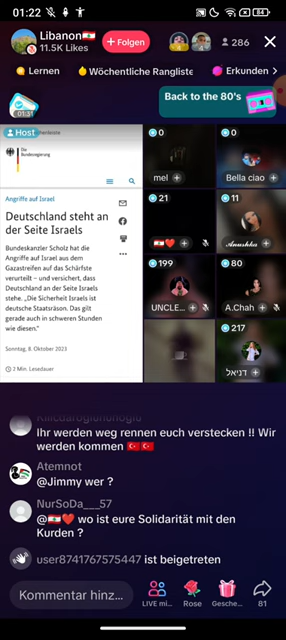 01:22
84
Libanon🇱🇧
11.5K Likes
+ Folgen
286
Lernen
Wöchentliche Rangliste
Erkunden
01:31
Back to the 80's
Host
Die
Bundesregierung
Angriffe auf Israel
Deutschland steht an
der Seite Israels
Bundeskanzler Scholz hat die
Angriffe auf Israel aus dem
Gazastreifen auf das Schärfste
verurteilt – und versichert, dass
Deutschland an der Seite Israels
stehe. „Die Sicherheit Israels ist
deutsche Staatsräson. Das gilt
gerade auch in schweren Stunden
wie diesen."
Sonntag, 8. Oktober 2023
2 Min. Lesedauer
0
mel
0
Bella ciao
21
🇱🇧❤️
11
Anushka
199
UNCLE...
80
A.Chah
217
דניאל
Ihr werden weg rennen euch verstecken !! Wir
werden kommen 🇹🇷🇹🇷
Atemnot
@Jimmy wer ?
NurSoDa___57
@🇱🇧❤️ wo ist eure Solidarität mit den
Kurden ?
user8741767575447 ist beigetreten
Kommentar hinz...
LIVE mi...
Rose
Gesche...
81